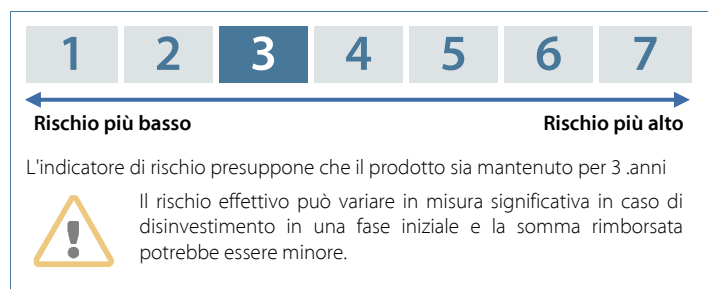 1 2 3 4 5 6 7
Rischio più basso Rischio più alto
L'indicatore di rischio presuppone che il prodotto sia mantenuto per 3 .anni
Il rischio effettivo può variare in misura significativa in caso di
disinvestimento in una fase iniziale e la somma rimborsata
potrebbe essere minore.